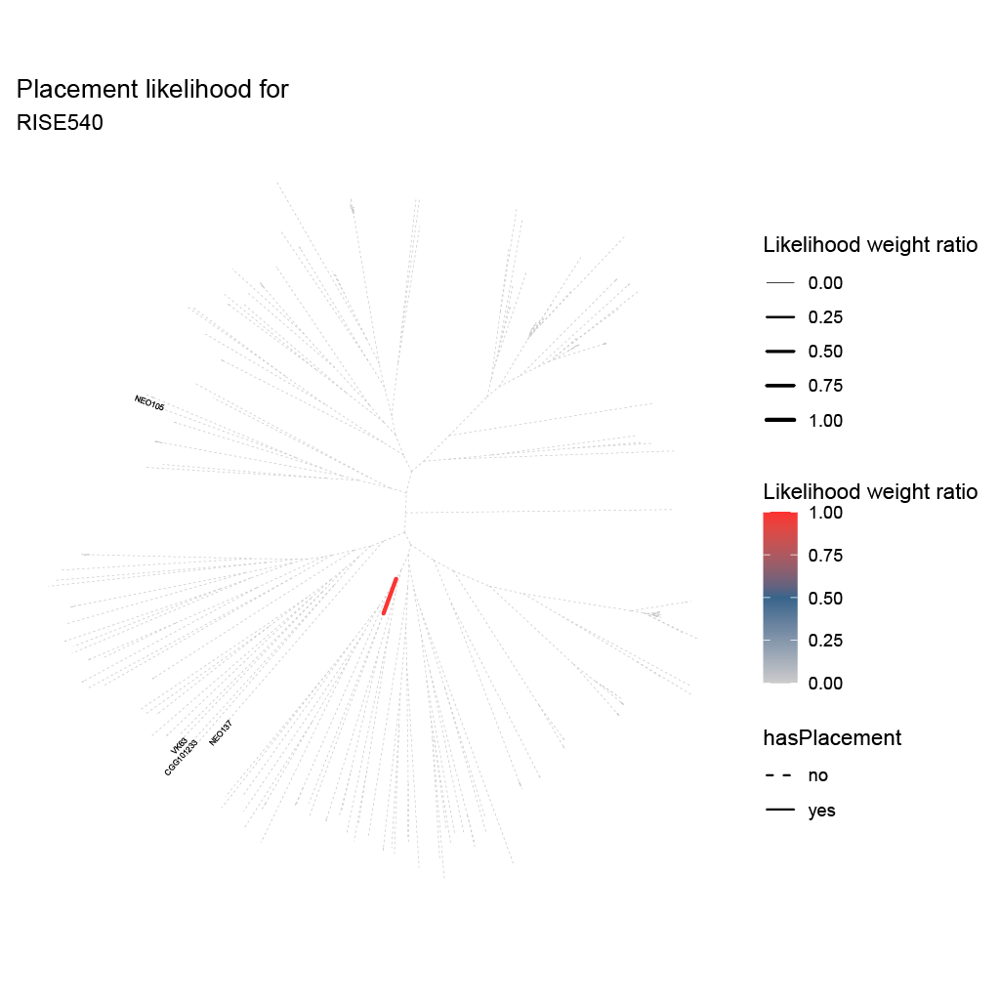 Placement likelihood for
RISE540
NEO105
VK63
CGG101233
NEO137
Likelihood weight ratio
0.00
0.25
0.50
0.75
1.00
Likelihood weight ratio
1.00
0.75
0.50
0.25
0.00
hasPlacement
no
yes